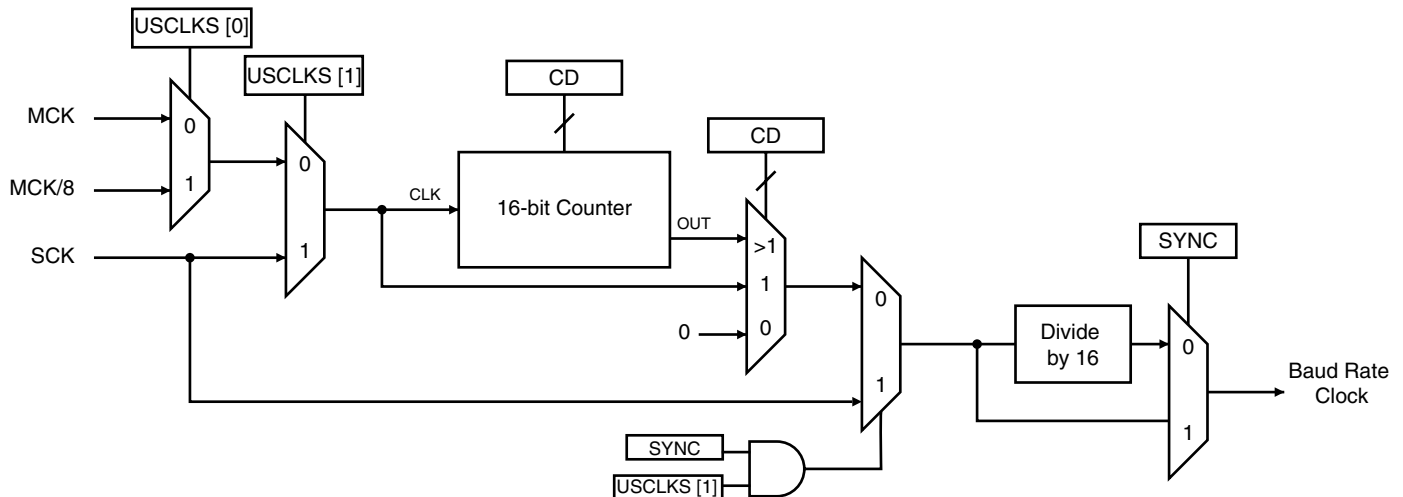 USCLKS [0]
USCLKS [1]
CD
MCK
0
CD
0
MCK/8
1
CLK
16-bit Counter
OUT
SCK
1
>1
SYNC
1
0
0
0
Divide
by 16
0
1
Baud Rate
Clock
1
SYNC
USCLKS [1]